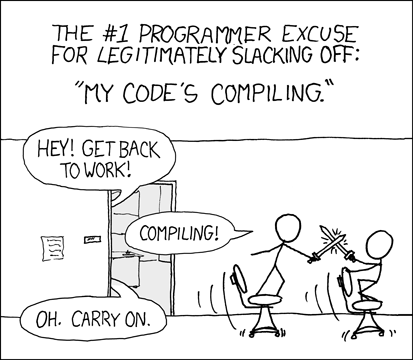 THE #1 PROGRAMMER EXCUSE
FOR LEGITIMATELY SLACKING OFF:
"MY CODE'S COMPILING."
HEY! GET BACK
TO WORK!
COMPILING!
OH. CARRY ON.